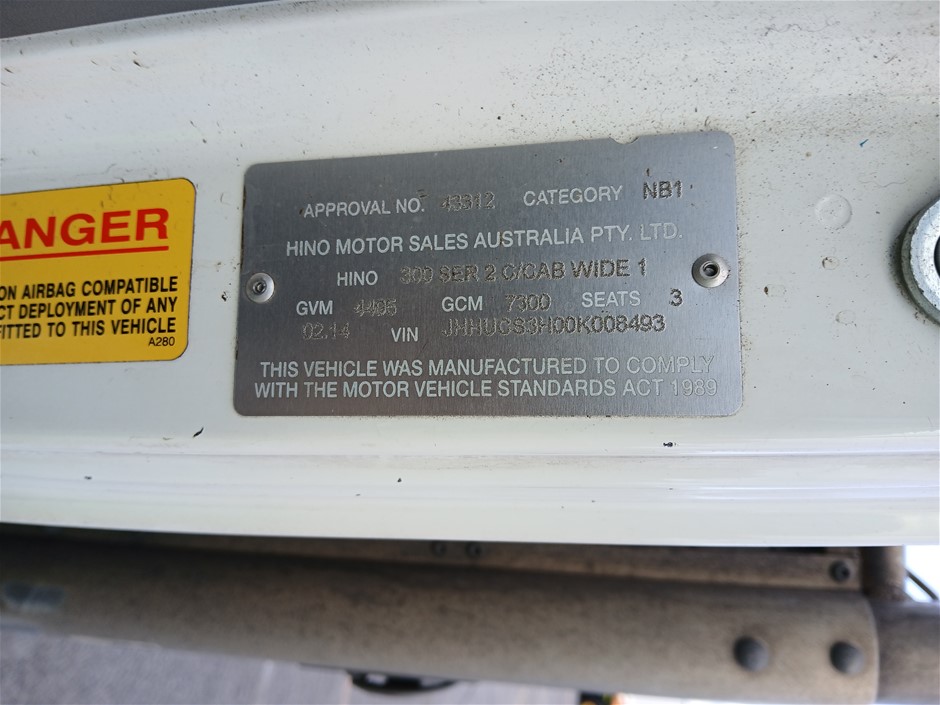 ANGER
ON AIRBAG COMPATIBLE
CT DEPLOYMENT OF ANY
FITTED TO THIS VEHICLE
A280
APPROVAL NO. 43312 CATEGORY NB1
HINO MOTOR SALES AUSTRALIA PTY. LTD.
HINO 300 SER 2 C/CAB WIDE 1
GVM 4495 GCM 7300 SEATS 3
02.14 VIN JHHUCS3H00K008493
THIS VEHICLE WAS MANUFACTURED TO COMPLY
WITH THE MOTOR VEHICLE STANDARDS ACT 1989